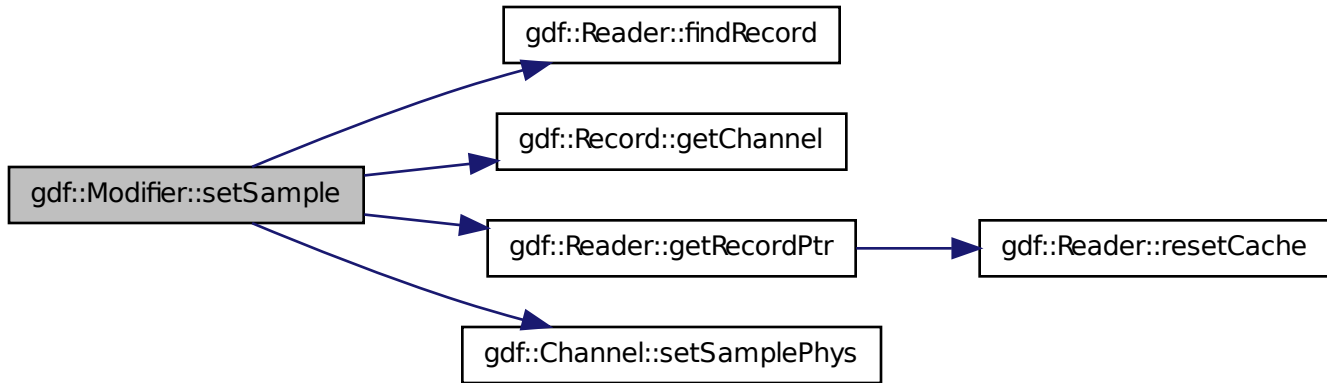 gdf::Reader::findRecord
gdf::Record::getChannel
gdf::Modifier::setSample
gdf::Reader::getRecordPtr
gdf::Reader::resetCache
gdf::Channel::setSamplePhys